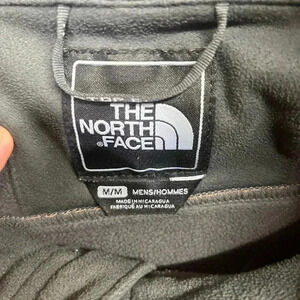 THE
NORTH
FACE
M/M MENS/HOMMES
MADE IN NICARAGUA
FABRIQUÉ AU NICARAGUA